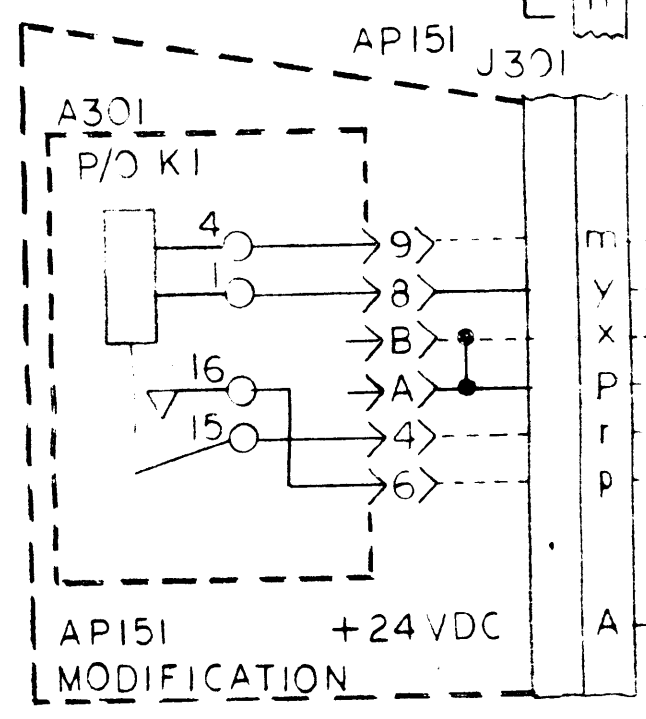 AP151
J301
A301
P/O K1
4
9
m
1
8
y
B
x
16
A
P
15
4
r
6
p
A
AP151
+24 VDC
MODIFICATION